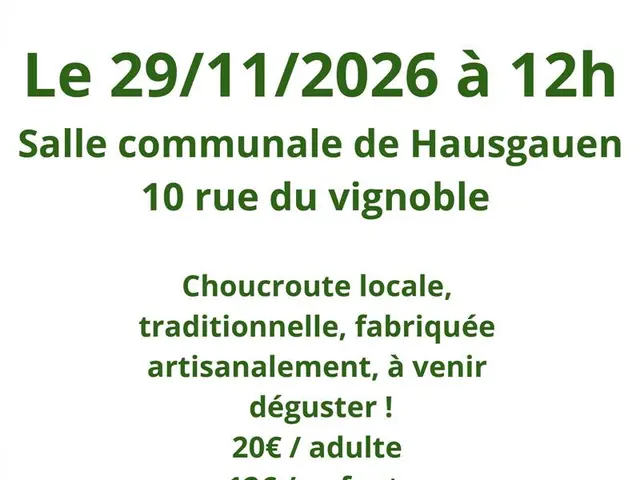 Le 29/11/2026 à 12h
Salle communale de Hausgauen
10 rue du vignoble
Choucroute locale,
traditionnelle, fabriquée
artisanalement, à venir
déguster !
20€ / adulte